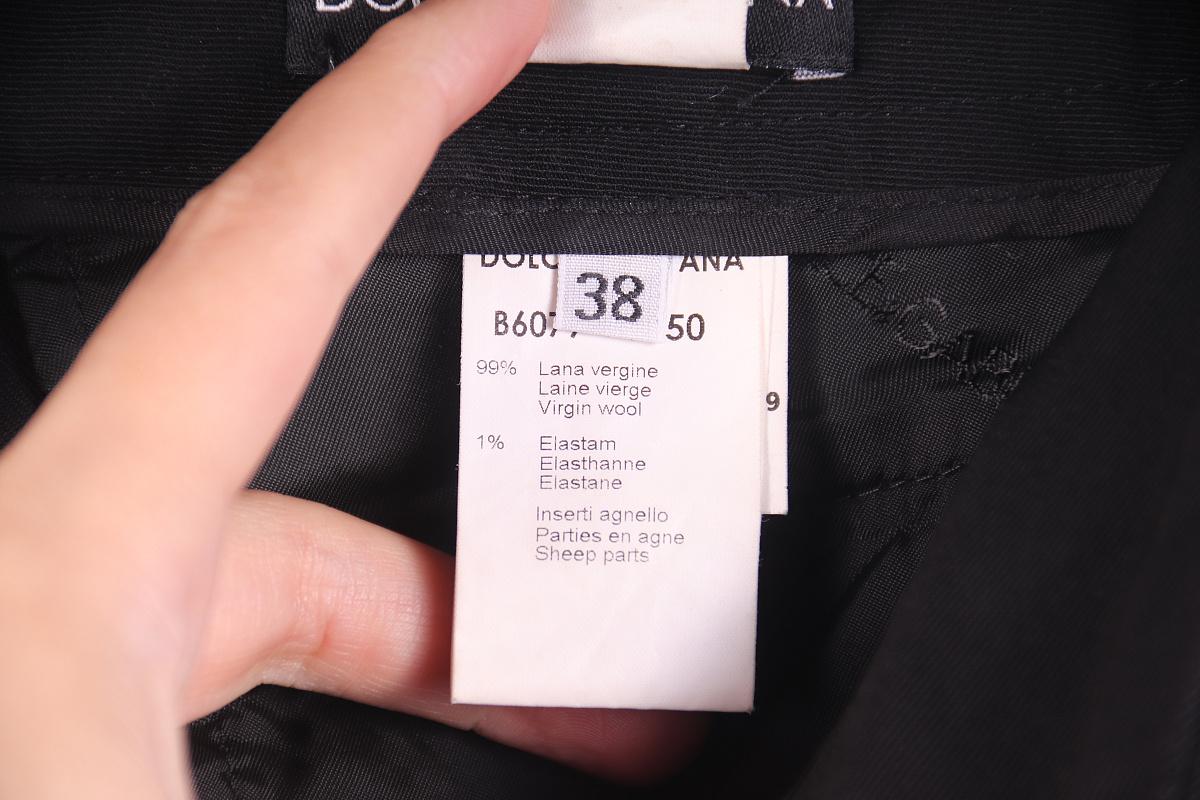 38
99% Lana vergine
Laine vierge
Virgin wool
1% Elastam
Elasthanne
Elastane
Inserti agnello
Parties en agne
Sheep parts
50
9